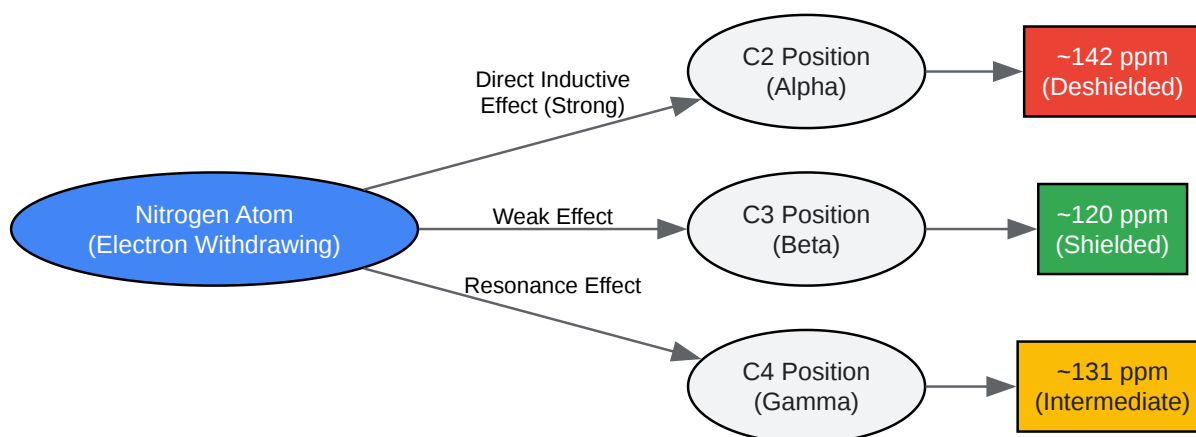 Nitrogen Atom
(Electron Withdrawing)
Direct Inductive
Effect (Strong)
C2 Position
(Alpha)
~142 ppm
(Deshielded)
Weak Effect
C3 Position
(Beta)
~120 ppm
(Shielded)
Resonance Effect
C4 Position
(Gamma)
~131 ppm
(Intermediate)